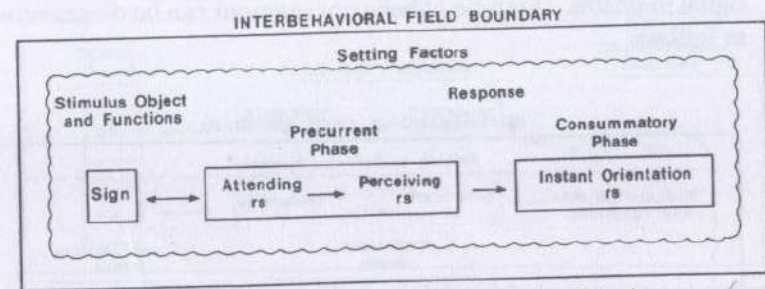 signal
INTERBEHAVIORAL FIELD BOUNDARY
Setting Factors
Stimulus Object
and Functions
Response
Precurrent
Phase
Consummatory
Phase
Sign
Attending
rs
Perceiving
rs
Instant Orientation
rs